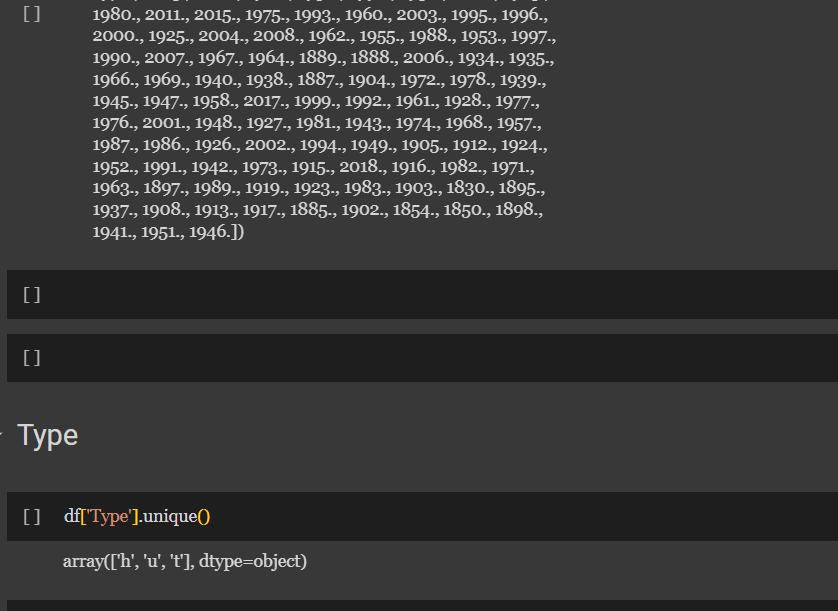 [ ]
1980., 2011., 2015., 1975., 1993., 1960., 2003., 1995., 1996.,
2000., 1925., 2004., 2008., 1962., 1955., 1988., 1953., 1997.,
1990., 2007., 1967., 1964., 1889., 1888., 2006., 1934., 1935.,
1966., 1969., 1940., 1938., 1887., 1904., 1972., 1978., 1939.,
1945., 1947., 1958., 2017., 1999., 1992., 1961., 1928., 1977.,
1976., 2001., 1948., 1927., 1981., 1943., 1974., 1968., 1957.,
1987., 1986., 1926., 2002., 1994., 1949., 1905., 1912., 1924.,
1952., 1991., 1942., 1973., 1915., 2018., 1916., 1982., 1971.,
1963., 1897., 1989., 1919., 1923., 1983., 1903., 1830., 1895.,
1937., 1908., 1913., 1917., 1885., 1902., 1854., 1850., 1898.,
1941., 1951., 1946.])
[ ]
[ ]
Type
[ ] df['Type'].unique()
array(['h', 'u', 't'], dtype=object)